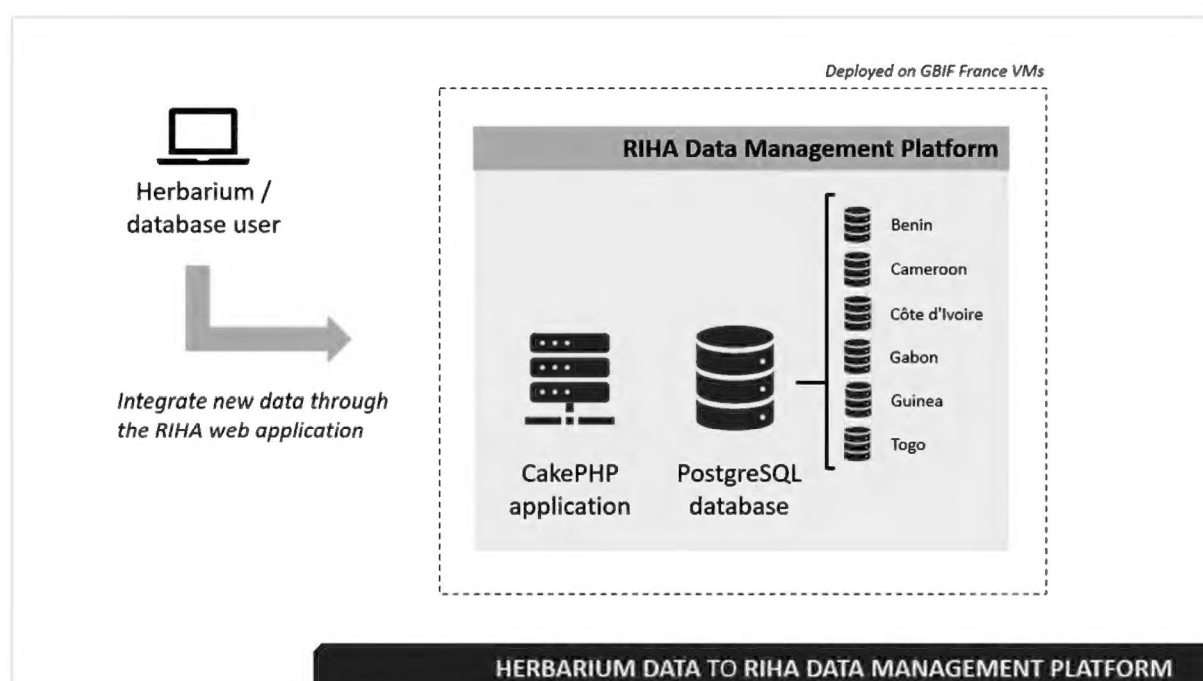 Deployed on GBIF France VMs
RIHA Data Management Platform
Herbarium /
database user
Integrate new data through
the RIHA web application
CakePHP
application
PostgreSQL
database
Benin
Cameroon
Côte d'Ivoire
Gabon
Guinea
Togo
HERBARIUM DATA TO RIHA DATA MANAGEMENT PLATFORM